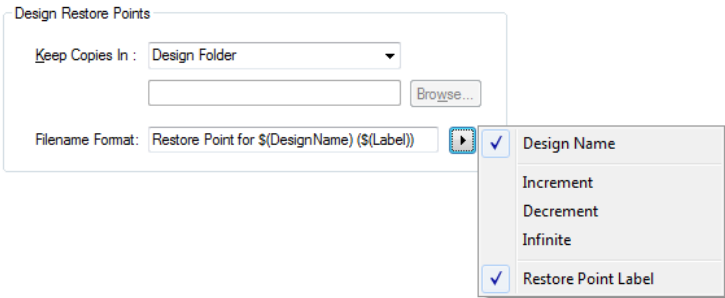 Design Restore Points
Keep Copies In : Design Folder
Browse...
Filename Format: Restore Point for $(DesignName) ($(Label))
Design Name
Increment
Decrement
Infinite
Restore Point Label